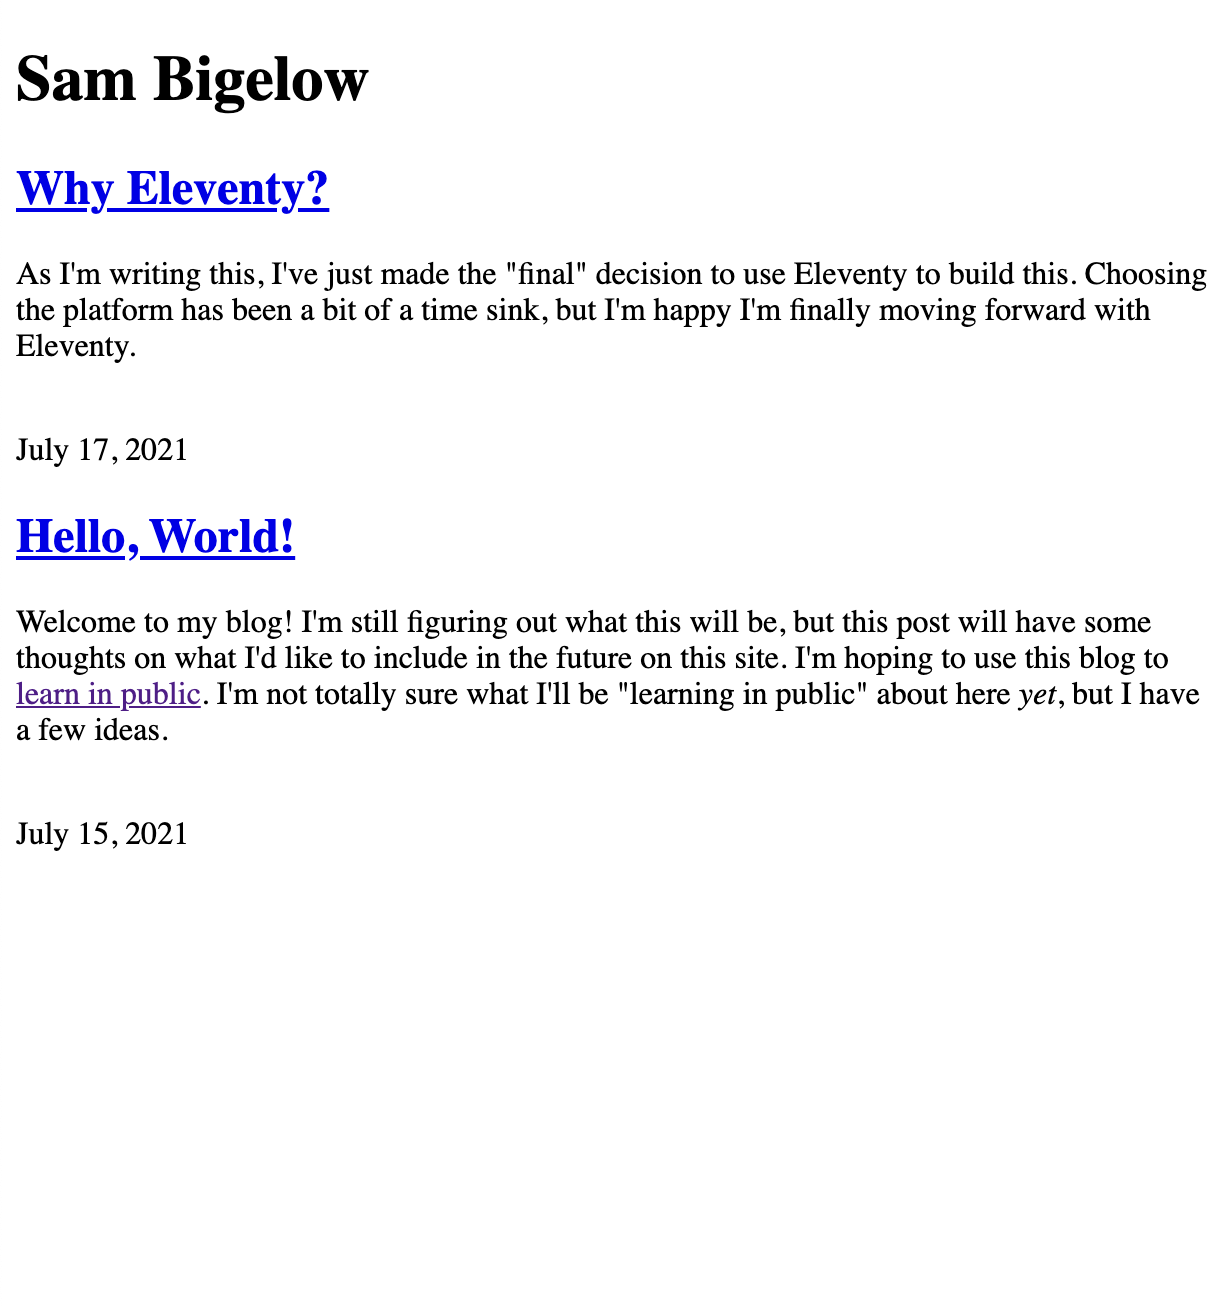 Sam Bigelow
Why Eleventy?
As I'm writing this, I've just made the "final" decision to use Eleventy to build this. Choosing
the platform has been a bit of a time sink, but I'm happy I'm finally moving forward with
Eleventy.
July 17, 2021
Hello, World!
Welcome to my blog! I'm still figuring out what this will be, but this post will have some
thoughts on what I'd like to include in the future on this site. I'm hoping to use this blog to
learn in public. I'm not totally sure what I'll be "learning in public" about here yet, but I have
a few ideas.
July 15, 2021